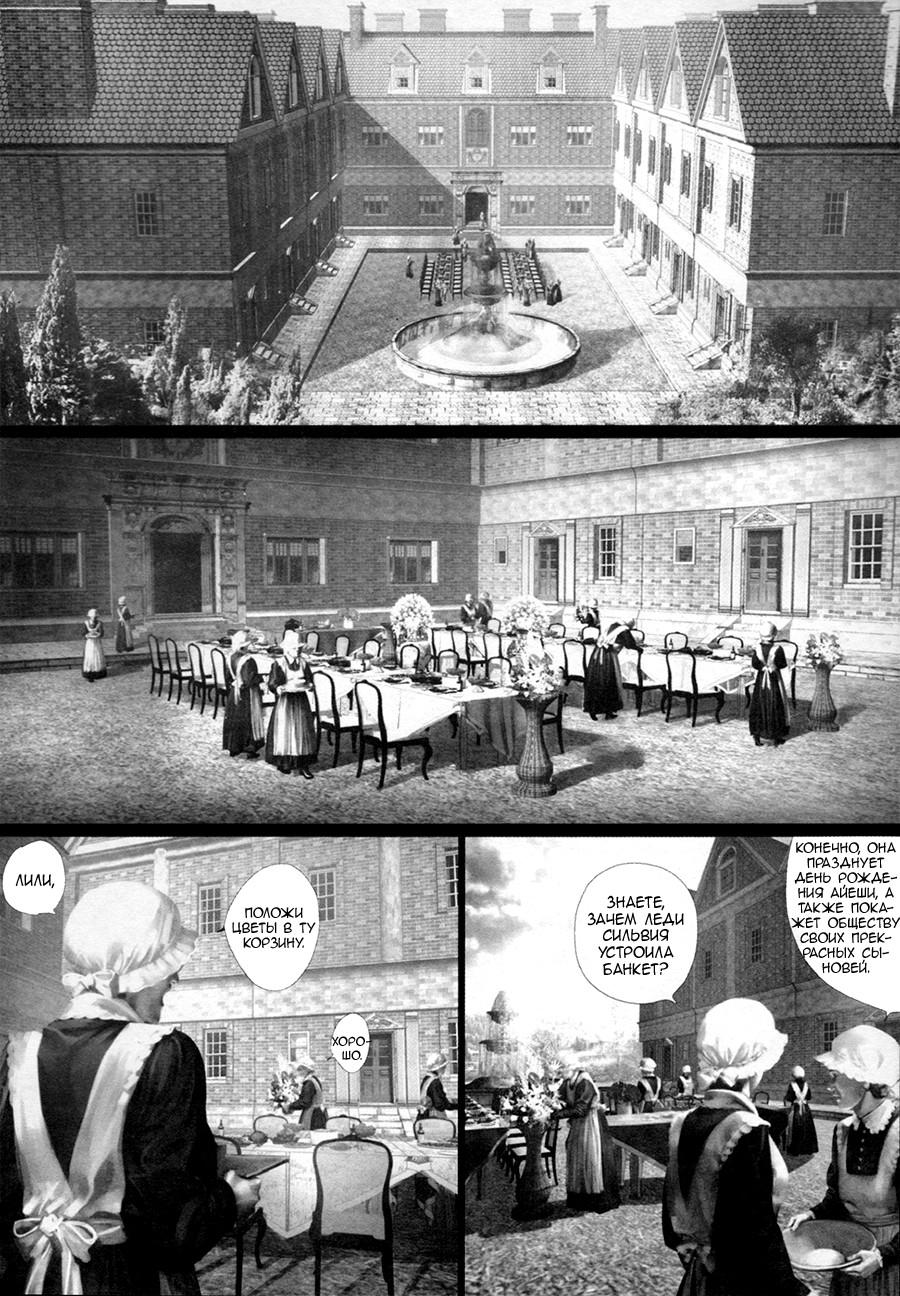 ЛИЛИ,
ПОЛОЖИ
ЦВЕТЫ В ТУ
КОРЗИНУ.
ХОРО-
ШО.
ЗНАЕТЕ,
ЗАЧЕМ ЛЕДИ
СИЛЬВИЯ
УСТРОИЛА
БАНКЕТ?
КОНЕЧНО, ОНА
ПРАЗДНУЕТ
ДЕНЬ РОЖДЕ-
НИЯ АЙЕШИ, А
ТАКЖЕ ПОКА-
ЖЕТ ОБЩЕСТВУ
СВОИХ ПРЕК-
РАСНЫХ СЫ-
НОВЕЙ.